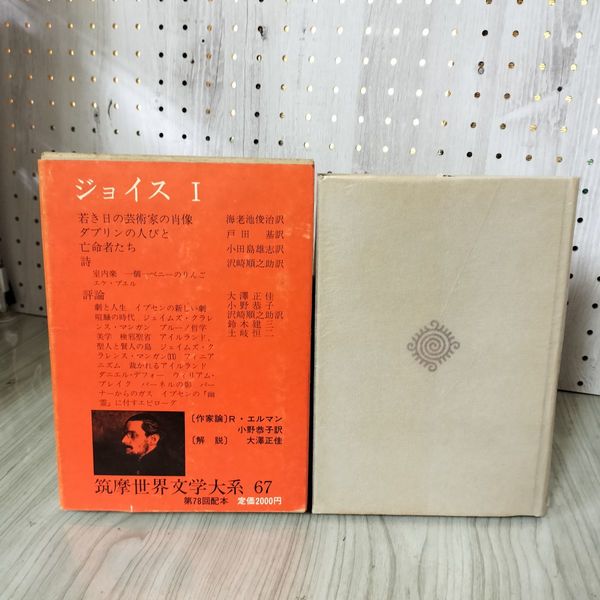 ジョイス I
若き日の芸術家の肖像 海老池俊治訳
ダブリンの人びと 戸田 基訳
亡命者たち 小田島雄志訳
詩 沢崎順之助訳
室内楽 一個一ペニーのりんご
エケ・プエル
評論 大澤正佳
小野恭子
沢崎順之助訳
鈴木建三
土岐恒二
劇と人生 イプセンの新しい劇
喧騒の時代 ジェイムズ・クラレ
ンス・マンガン ブルーノ哲学
美学 検邪聖省 アイルランド、
聖人と賢人の島 ジェイムズ・ク
ラレンス・マンガン(II) フィニア
ニズム 裁かれるアイルランド
ダニエル・デフォー ウィリアム・
ブレイク パーネルの影 バー
ナーからのガス イプセンの「幽
霊」に付すエピローグ
〔作家論〕R・エルマン
小野恭子訳
〔解 説〕 大澤正佳
筑摩世界文学大系 67
第78回配本 定価2000円